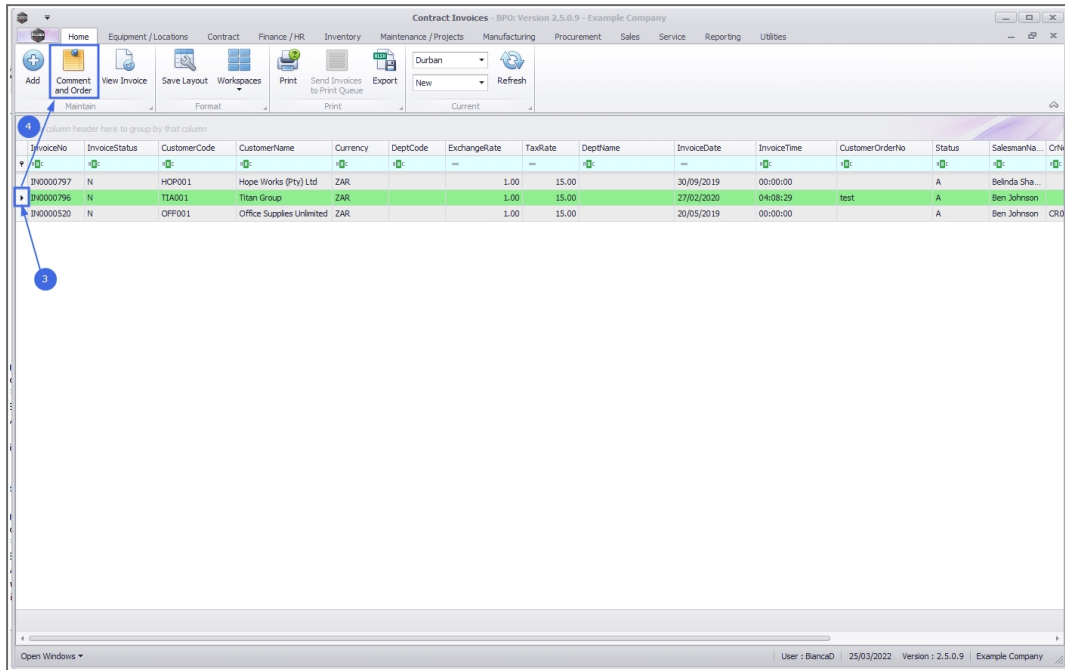 Contract Invoices - BPO: Version 2.5.0.9 - Example Company
Home Equipment / Locations Contract Finance / HR Inventory Maintenance / Projects Manufacturing Procurement Sales Service Reporting Utilities
Add Comment and Order View Invoice Save Layout Workspaces Print Send Invoices to Print Queue Export Durban New Refresh
Maintain Format Print Current
4 column header here to group by that column
InvoiceNo InvoiceStatus CustomerCode CustomerName Currency DeptCode ExchangeRate TaxRate DeptName InvoiceDate InvoiceTime CustomerOrderNo Status SalesmanNa...
IN0000797 N HOP001 Hope Works (Pty) Ltd ZAR 1.00 15.00 30/09/2019 00:00:00 A Belinda Sha...
IN0000796 N TIA001 Titan Group ZAR 1.00 15.00 27/02/2020 04:08:29 test A Ben Johnson
IN0000520 N OFF001 Office Supplies Unlimited ZAR 1.00 15.00 20/05/2019 00:00:00 A Ben Johnson CR0
3
Open Windows User : BiancaD 25/03/2022 Version : 2.5.0.9 Example Company